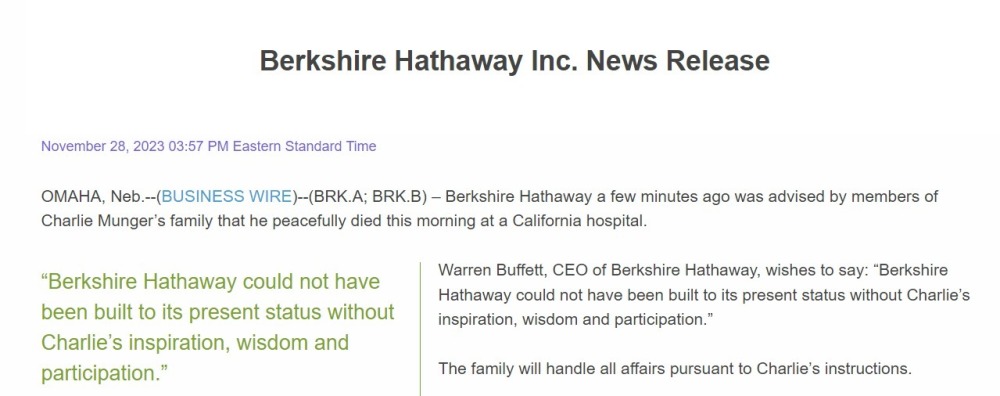 Berkshire Hathaway Inc. News Release
November 28, 2023 03:57 PM Eastern Standard Time
OMAHA, Neb.--(BUSINESS WIRE)--(BRK.A; BRK.B) – Berkshire Hathaway a few minutes ago was advised by members of
Charlie Munger’s family that he peacefully died this morning at a California hospital.
“Berkshire Hathaway could not have
been built to its present status without
Charlie’s inspiration, wisdom and
participation.”
Warren Buffett, CEO of Berkshire Hathaway, wishes to say: “Berkshire
Hathaway could not have been built to its present status without Charlie’s
inspiration, wisdom and participation.”
The family will handle all affairs pursuant to Charlie’s instructions.